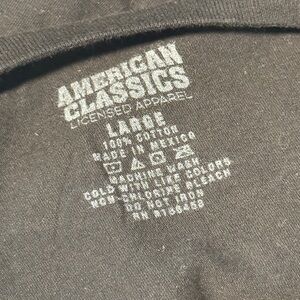 AMERICAN
CLASSICS
LICENSED APPAREL
LARGE
100% COTTON
MADE IN MEXICO
MACHINE WASH
COLD WITH LIKE COLORS
NON-CHLORINE BLEACH
DO NOT IRON